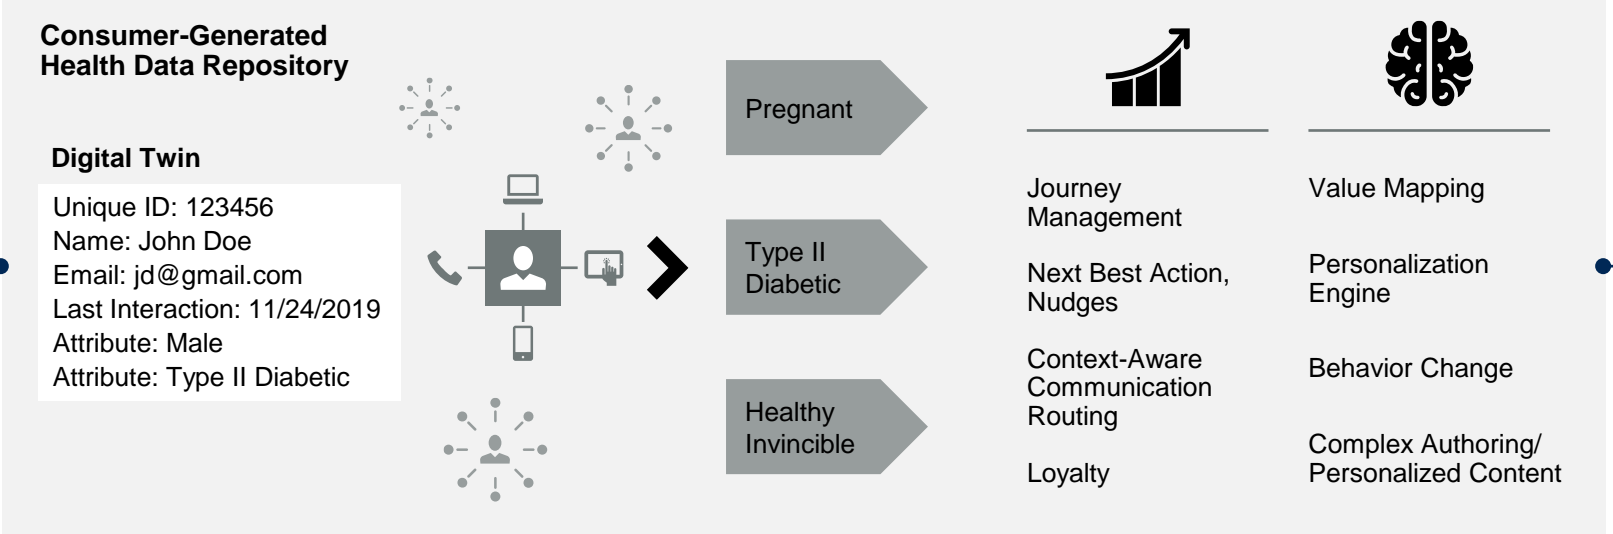 Consumer-Generated
Health Data Repository
Digital Twin
Unique ID: 123456
Name: John Doe
Email: jd@gmail.com
Last Interaction: 11/24/2019
Attribute: Male
Attribute: Type II Diabetic
Pregnant
Type II
Diabetic
Healthy
Invincible
Journey
Management
Next Best Action,
Nudges
Context-Aware
Communication
Routing
Loyalty
Value Mapping
Personalization
Engine
Behavior Change
Complex Authoring/
Personalized Content